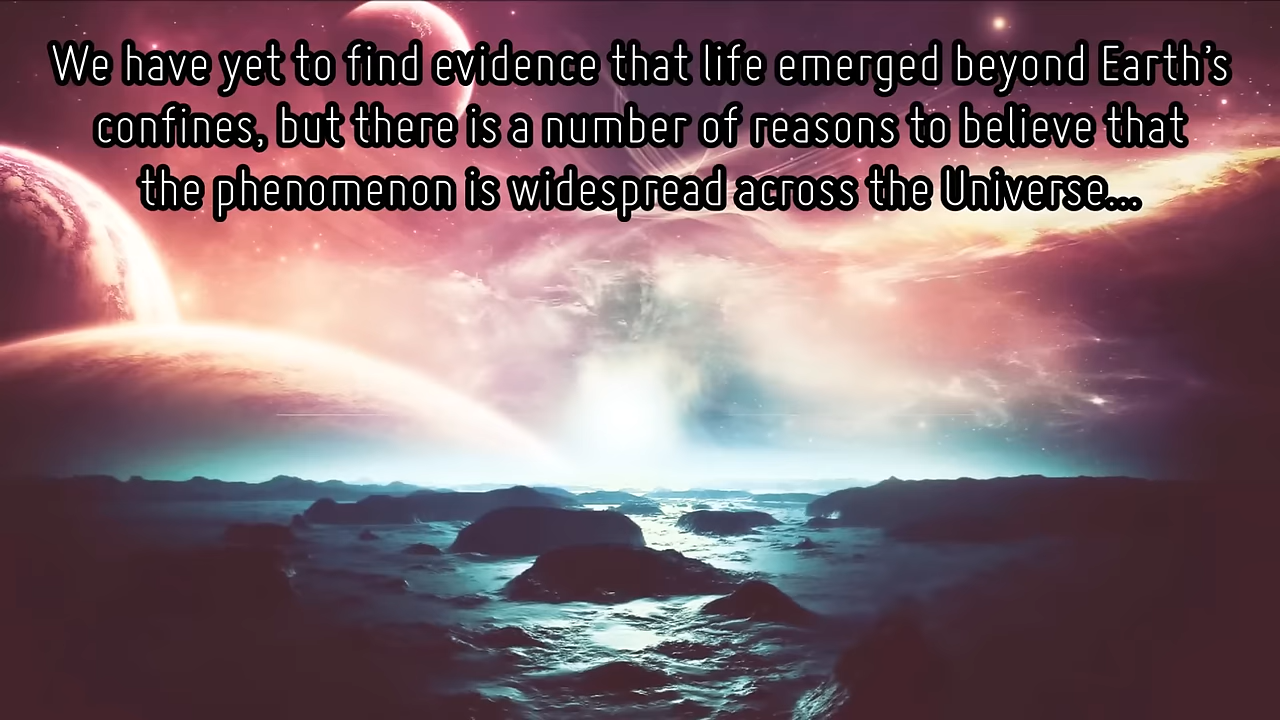 We have yet to find evidence that life emerged beyond Earth’s
confines, but there is a number of reasons to believe that
the phenomenon is widespread across the Universe...